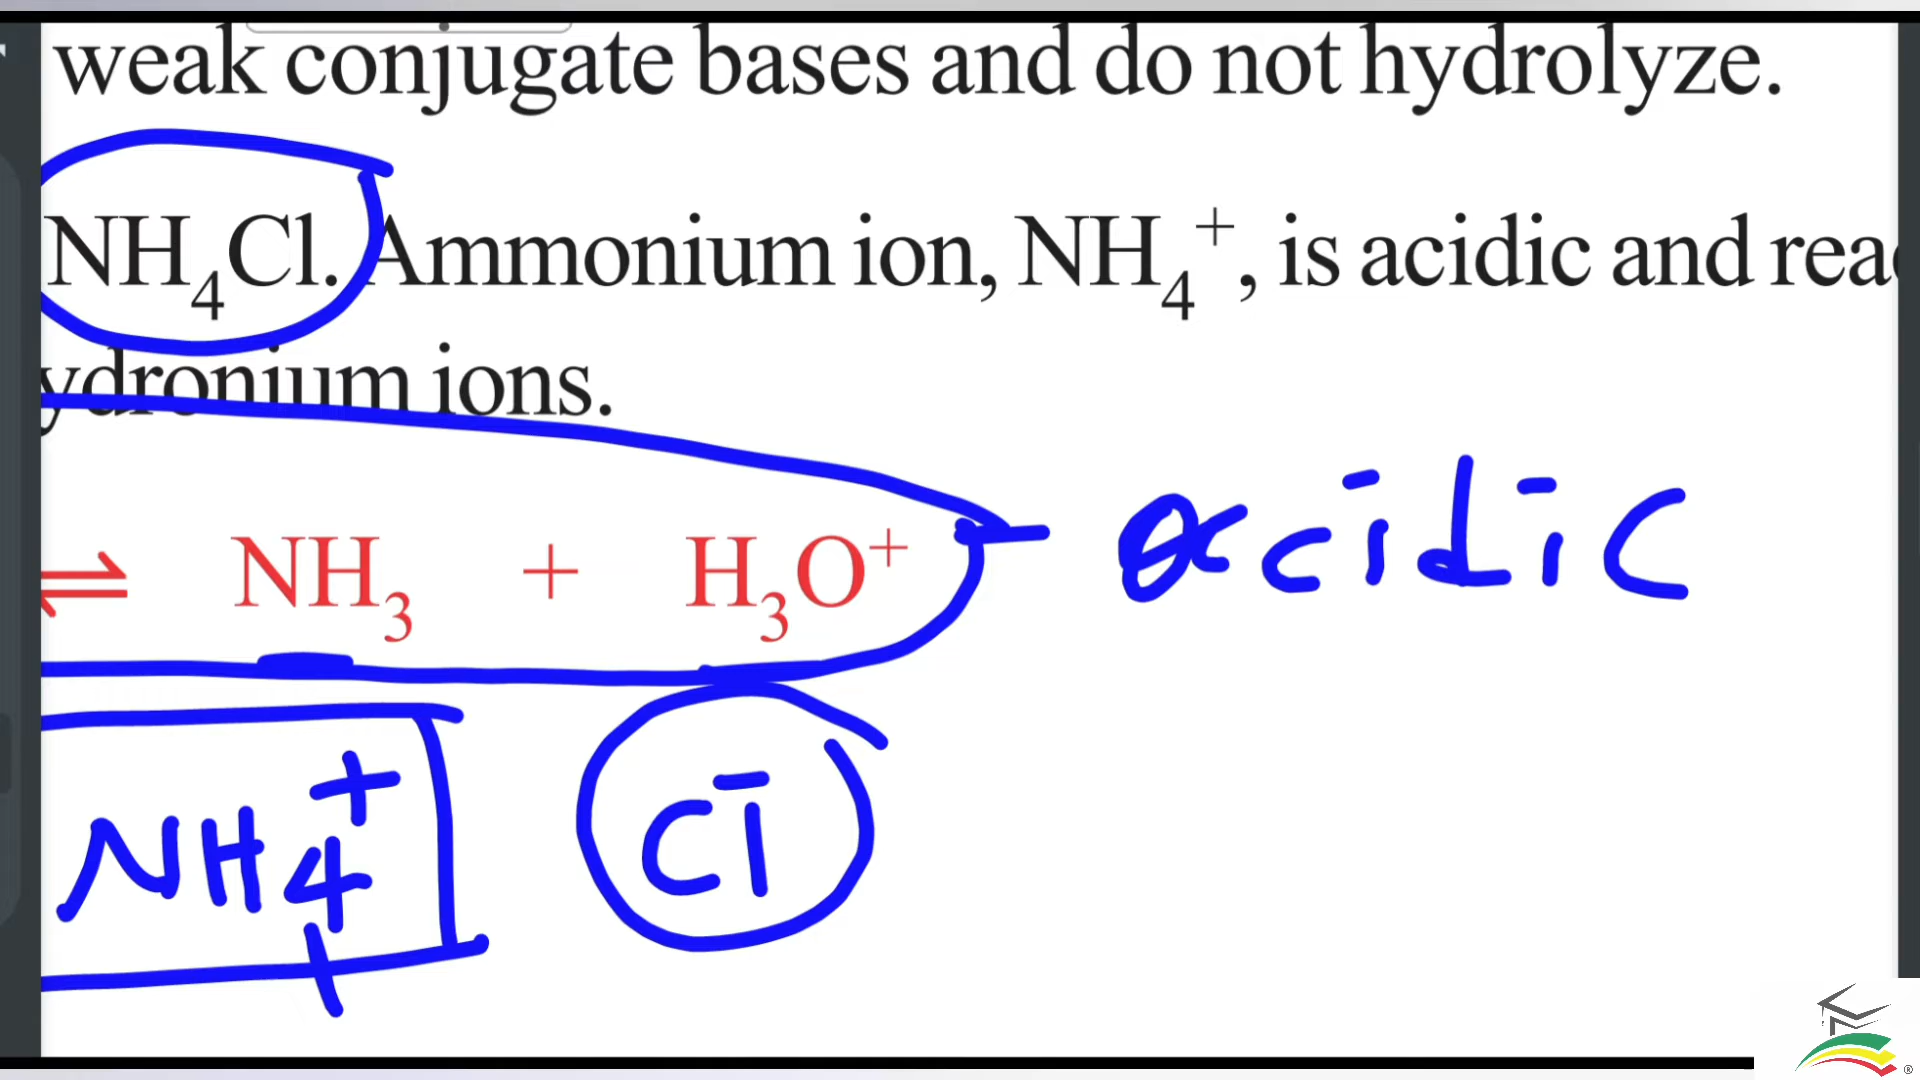 weak conjugate bases and do not hydrolyze.
NH₄Cl. Ammonium ion, NH₄⁺, is acidic and reac
ydronium ions.
⇌ NH₃ + H₃O⁺ - acidic
NH₄⁺ Cl⁻